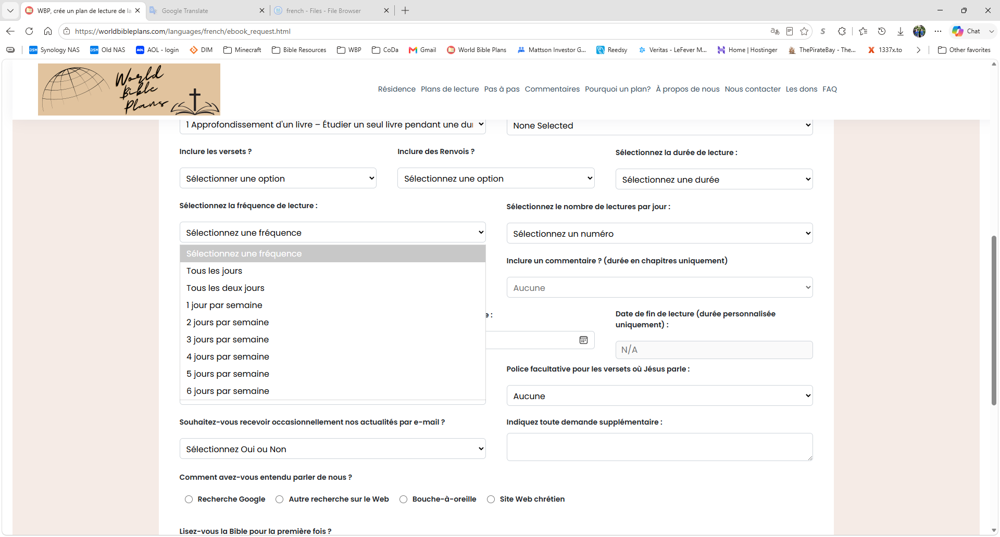 WBP, crée un plan de lecture de la
Google Translate
french - Files - File Browser
https://worldbibleplans.com/languages/french/ebook_request.html
Chat
Synology NAS
Old NAS
AOL - login
DIM
Minecraft
Bible Resources
WBP
CoDa
Gmail
World Bible Plans
Mattson Investor G...
Reedsy
Veritas - LeFever M...
Home | Hostinger
ThePirateBay - The...
1337x.to
Other favorites
World
Bible
Plans
Résidence
Plans de lecture
Pas à pas
Commentaires
Pourquoi un plan?
À propos de nous
Nous contacter
Les dons
FAQ
1 Approfondissement d'un livre – Étudier un seul livre pendant une du
None Selected
Inclure les versets ?
Inclure des Renvois ?
Sélectionnez la durée de lecture :
Sélectionner une option
Sélectionnez une option
Sélectionnez une durée
Sélectionnez la fréquence de lecture :
Sélectionnez le nombre de lectures par jour :
Sélectionnez une fréquence
Sélectionnez un numéro
Sélectionnez une fréquence
Tous les jours
Tous les deux jours
1 jour par semaine
2 jours par semaine
3 jours par semaine
4 jours par semaine
5 jours par semaine
6 jours par semaine
Inclure un commentaire ? (durée en chapitres uniquement)
Aucune
e :
Date de fin de lecture (durée personnalisée
uniquement) :
N/A
Police facultative pour les versets où Jésus parle :
Aucune
Souhaitez-vous recevoir occasionnellement nos actualités par e-mail ?
Indiquez toute demande supplémentaire :
Sélectionnez Oui ou Non
Comment avez-vous entendu parler de nous ?
Recherche Google
Autre recherche sur le Web
Bouche-à-oreille
Site Web chrétien
Lisez-vous la Bible pour la première fois ?